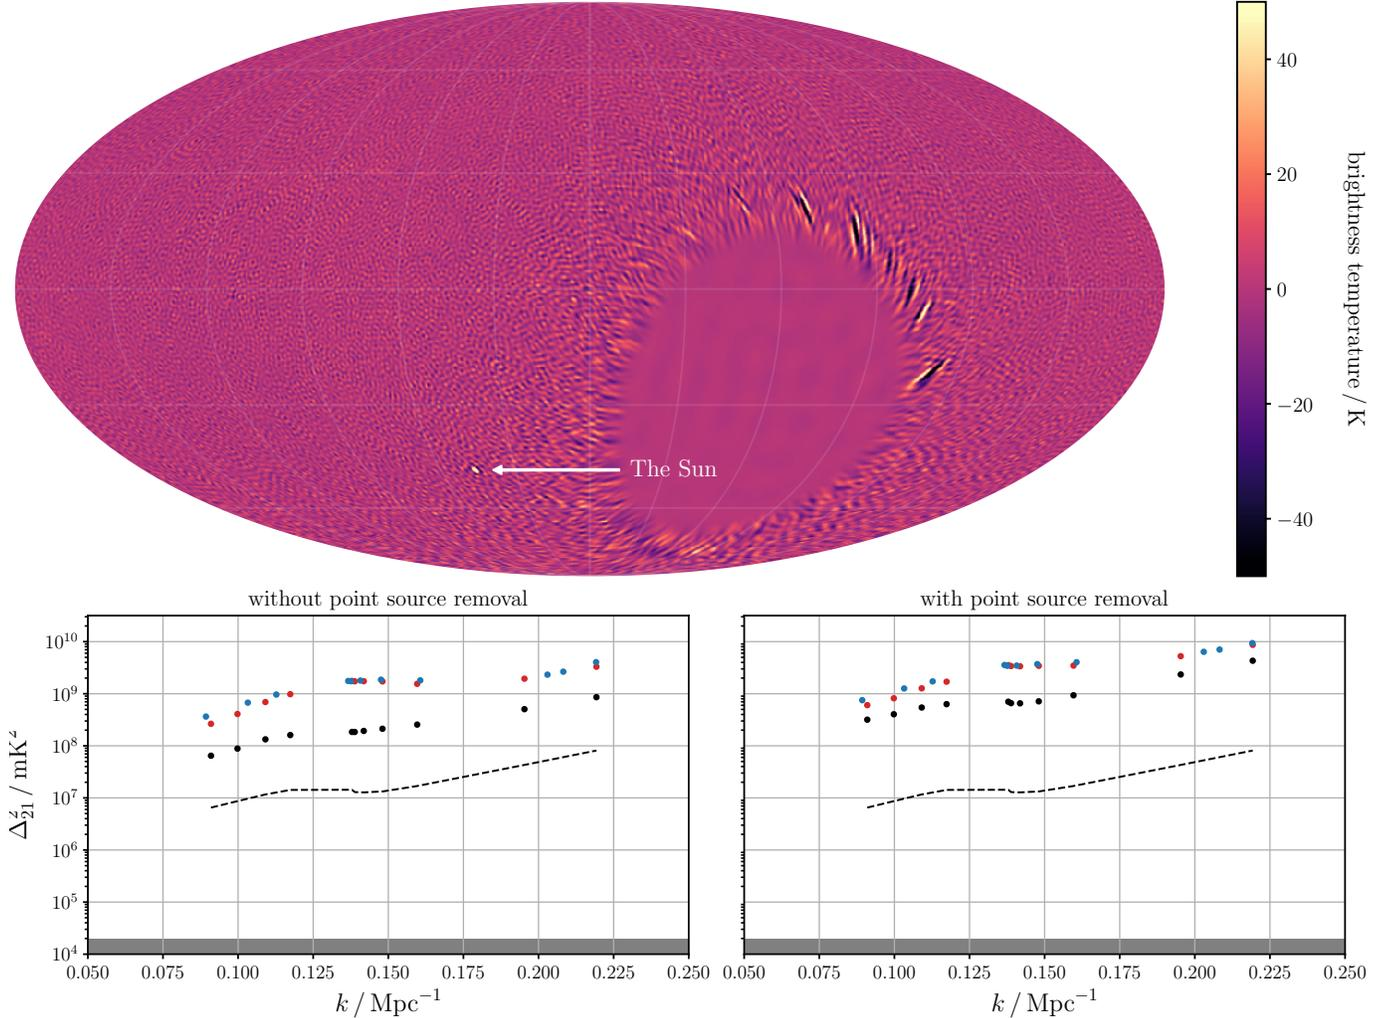 40
20
0
−20
−40
brightness temperature / K
The Sun
without point source removal
with point source removal
10¹⁰
10⁹
10⁸
10⁷
10⁶
10⁵
10⁴
Δ²₂₁ / mK²
0.050 0.075 0.100 0.125 0.150 0.175 0.200 0.225 0.250
0.050 0.075 0.100 0.125 0.150 0.175 0.200 0.225 0.250
k / Mpc⁻¹
k / Mpc⁻¹